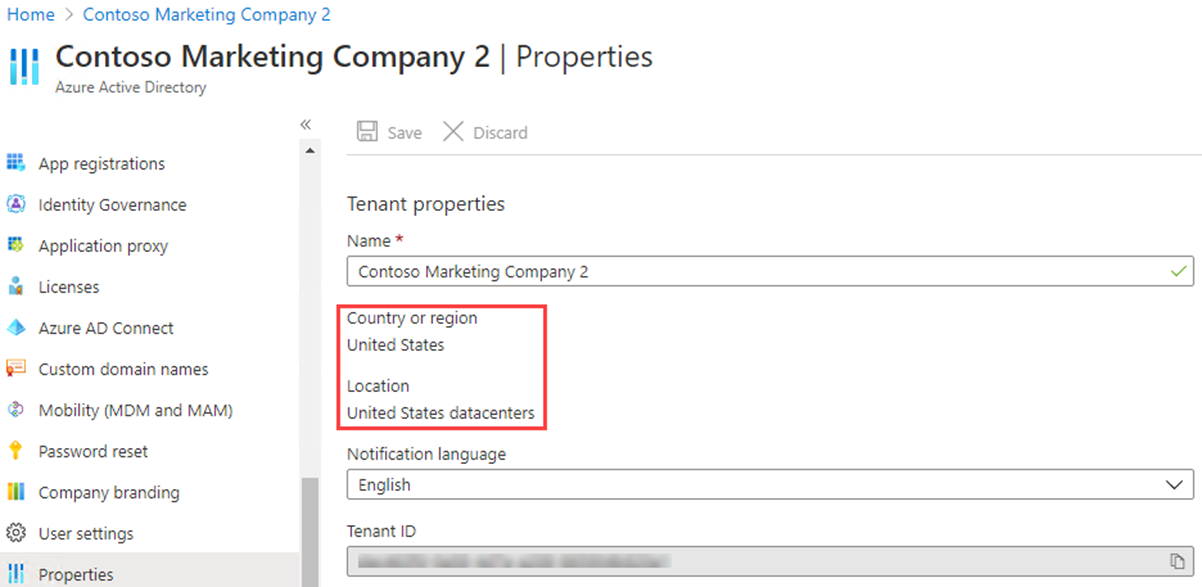 Home > Contoso Marketing Company 2
Contoso Marketing Company 2 | Properties
Azure Active Directory
«
App registrations
Identity Governance
Application proxy
Licenses
Azure AD Connect
Custom domain names
Mobility (MDM and MAM)
Password reset
Company branding
User settings
Properties
Save Discard
Tenant properties
Name *
Contoso Marketing Company 2
Country or region
United States
Location
United States datacenters
Notification language
English
Tenant ID